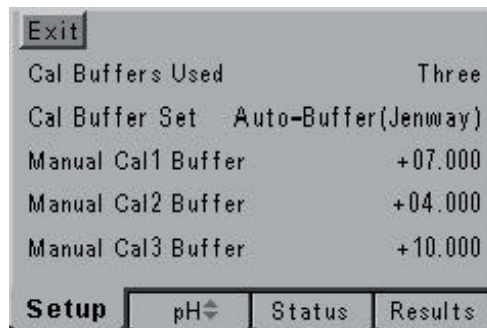 Exit
Cal Buffers Used Three
Cal Buffer Set Auto-Buffer(Jenway)
Manual Cal1 Buffer +07.000
Manual Cal2 Buffer +04.000
Manual Cal3 Buffer +10.000
Setup pH Status Results